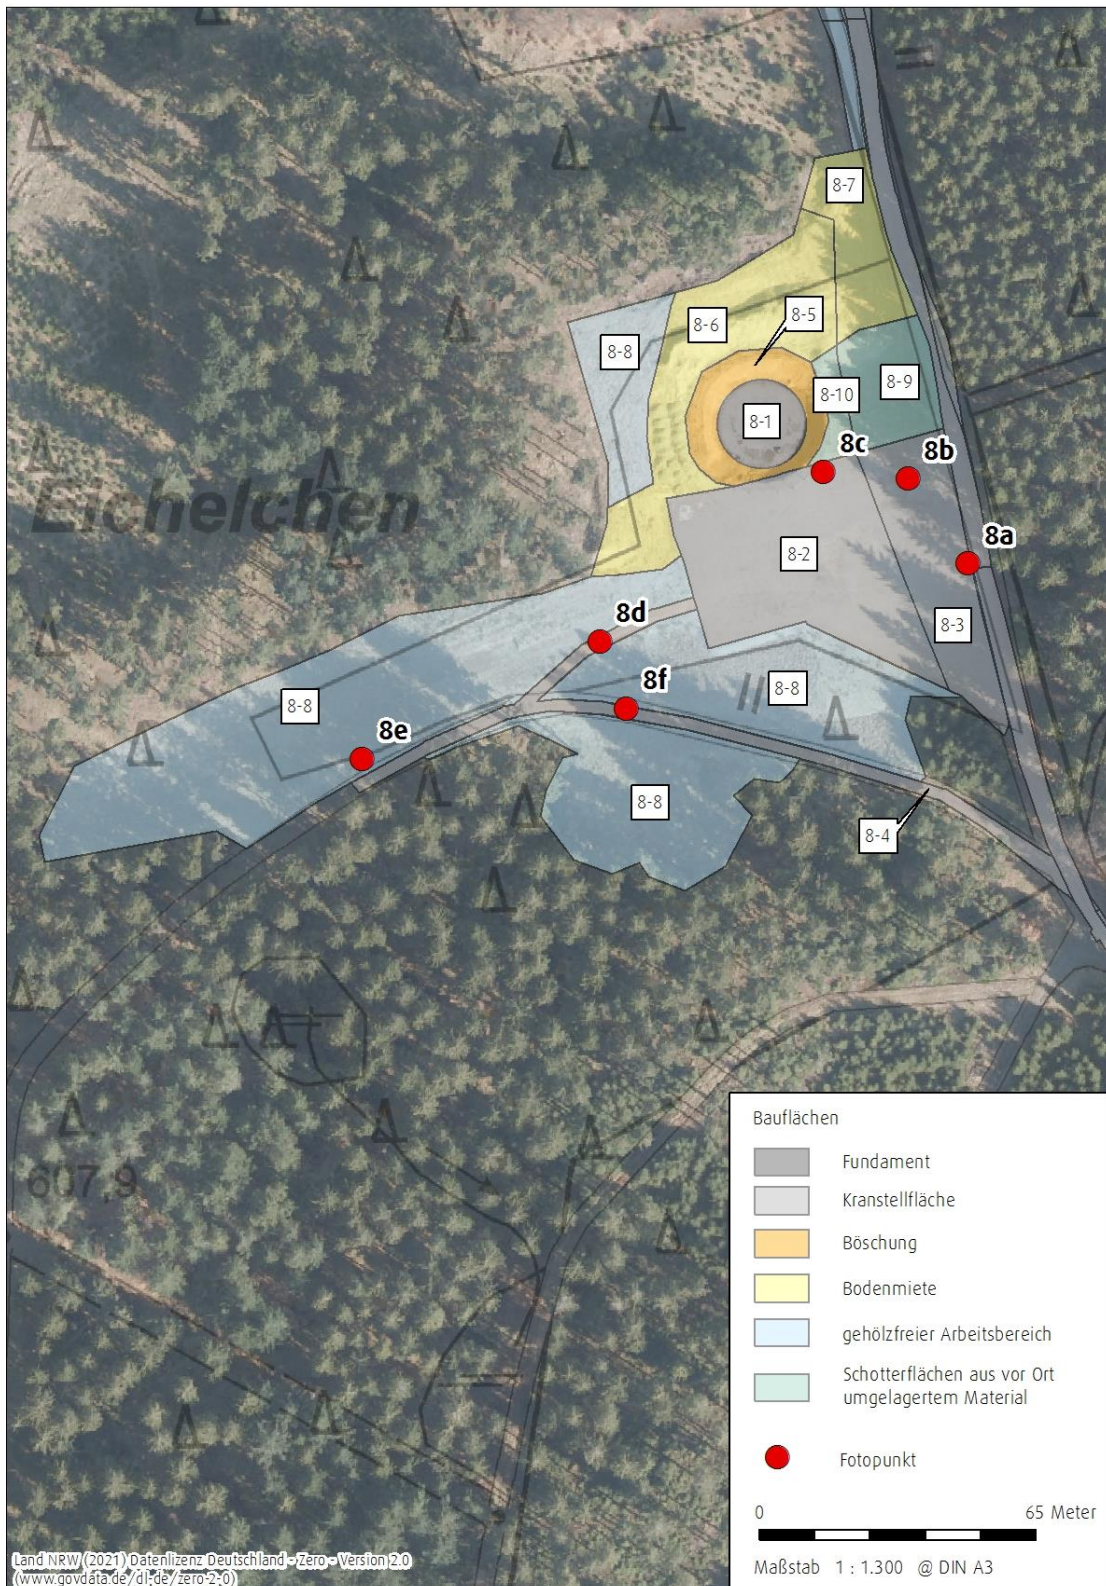 8-7
8-5
8-6
8-8
8-9
8-10
8-1
8c
8b
Eichelchen
8a
8-2
8-3
8d
8f
8-8
8-8
8e
8-8
8-4
607,9
Bauflächen
Fundament
Kranstellfläche
Böschung
Bodenmiete
gehölzfreier Arbeitsbereich
Schotterflächen aus vor Ort
umgelagertem Material
Fotopunkt
0 65 Meter
Maßstab 1 : 1.300 @ DIN A3
Land NRW (2021) Datenlizenz Deutschland - Zero - Version 2.0
(www.govdata.de/dl-de/zero-2-0)